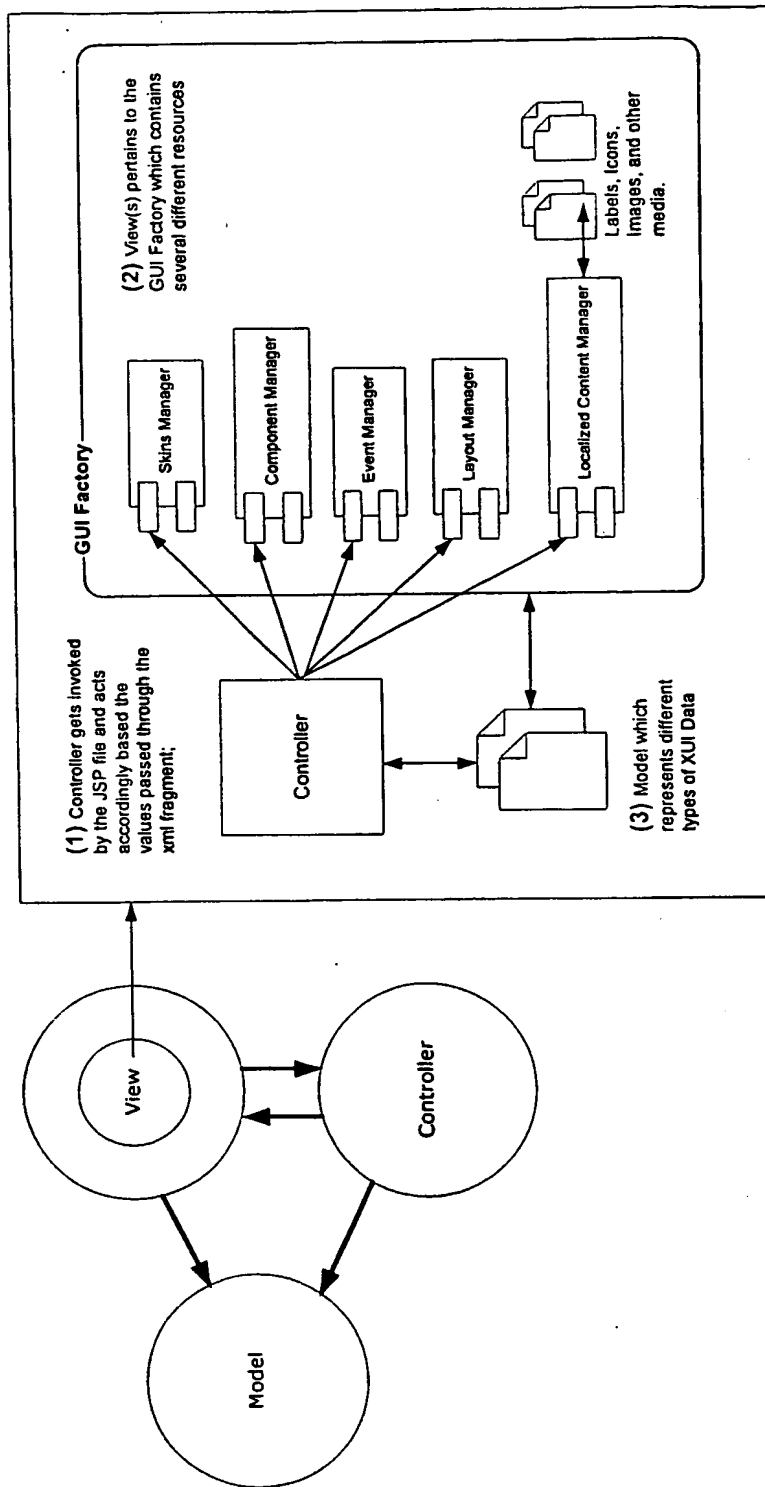 Model
View
Controller
(1) Controller gets invoked
by the JSP file and acts
accordingly based the
values passed through the
xml fragment;
Controller
(3) Model which
represents different
types of XUI Data
GUI Factory
(2) View(s) pertains to the
GUI Factory which contains
several different resources
Skins Manager
Component Manager
Event Manager
Layout Manager
Localized Content Manager
Labels, Icons,
Images, and other
media.